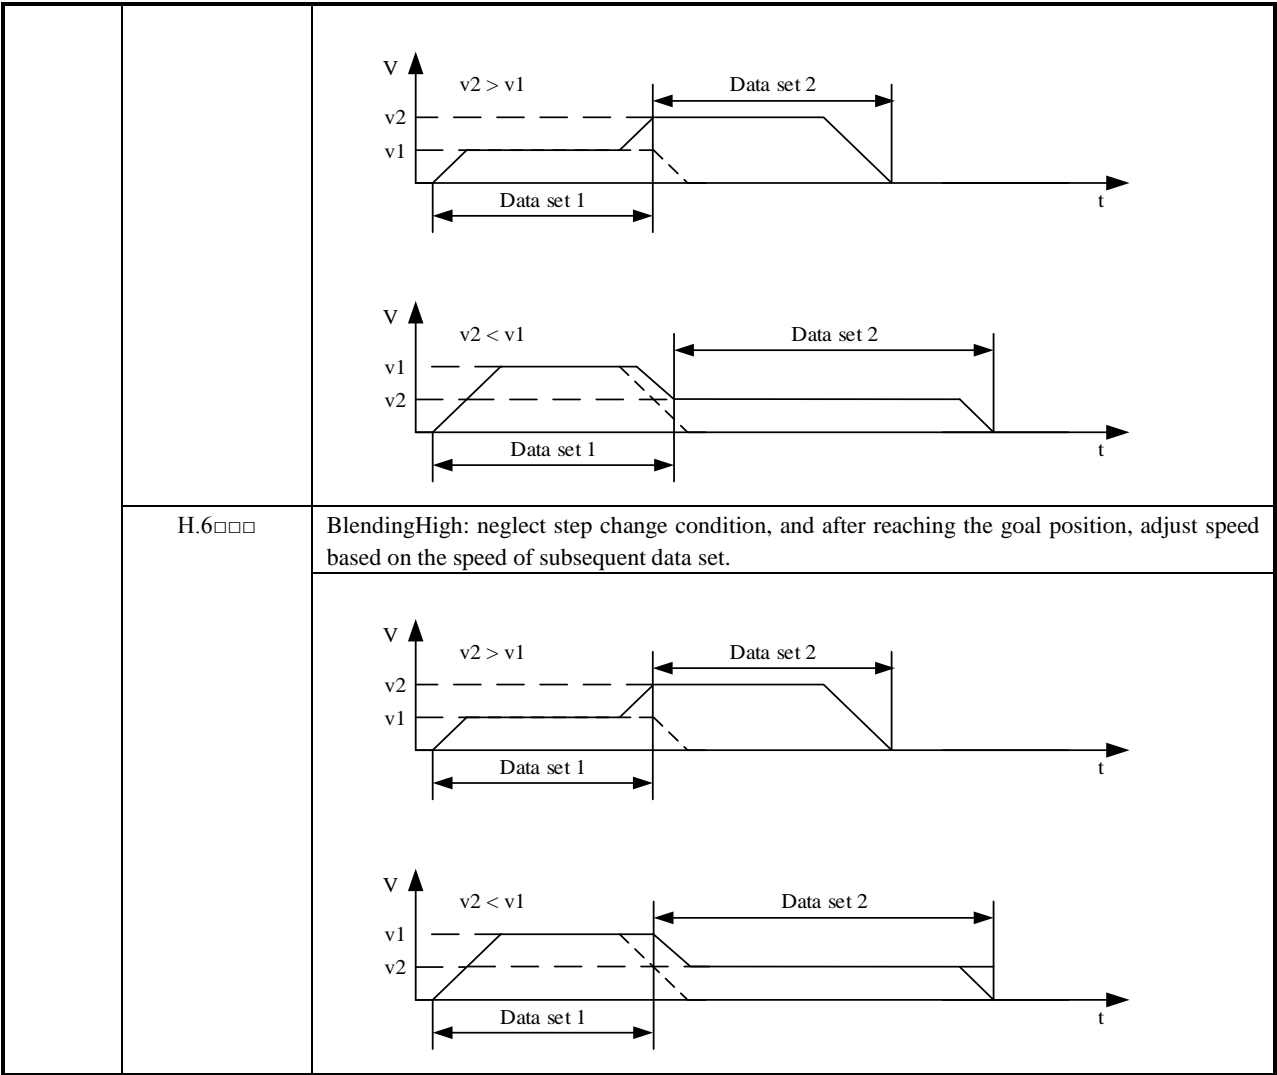 V
v2 > v1
Data set 2
v2
v1
Data set 1
t
V
v2 < v1
Data set 2
v1
v2
Data set 1
t
H.6□□□
BlendingHigh: neglect step change condition, and after reaching the goal position, adjust speed
based on the speed of subsequent data set.
V
v2 > v1
Data set 2
v2
v1
Data set 1
t
V
v2 < v1
Data set 2
v1
v2
Data set 1
t